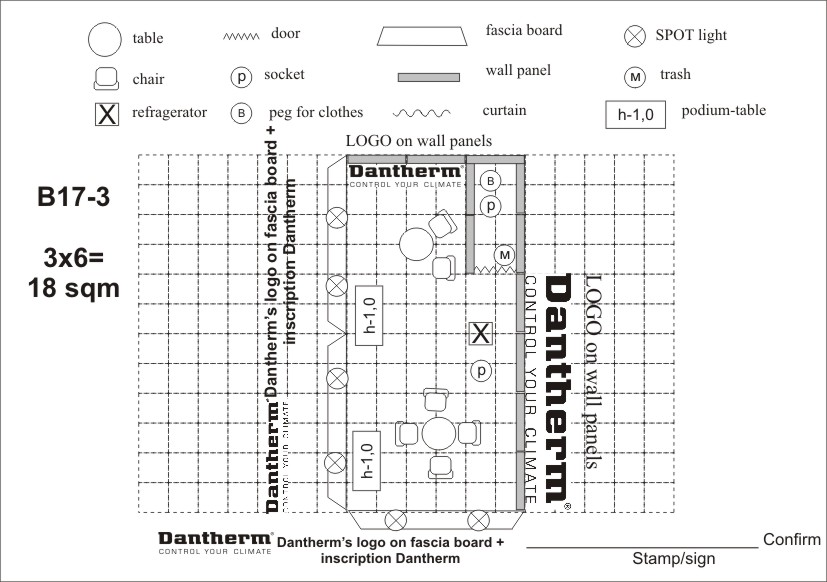 table
door
fascia board
SPOT light
chair
p
socket
wall panel
M
trash
X
refragerator
B
peg for clothes
curtain
h-1,0
podium-table
LOGO on wall panels
B17-3
3x6=
18 sqm
Dantherm®
CONTROL YOUR CLIMATE
B
p
M
Dantherm's logo on fascia board +
inscription Dantherm
Dantherm®
CONTROL YOUR CLIMATE
h-1,0
X
p
h-1,0
CONTROL YOUR CLIMATE
Dantherm®
LOGO on wall panels
Dantherm®
CONTROL YOUR CLIMATE
Dantherm's logo on fascia board +
inscription Dantherm
Confirm
Stamp/sign